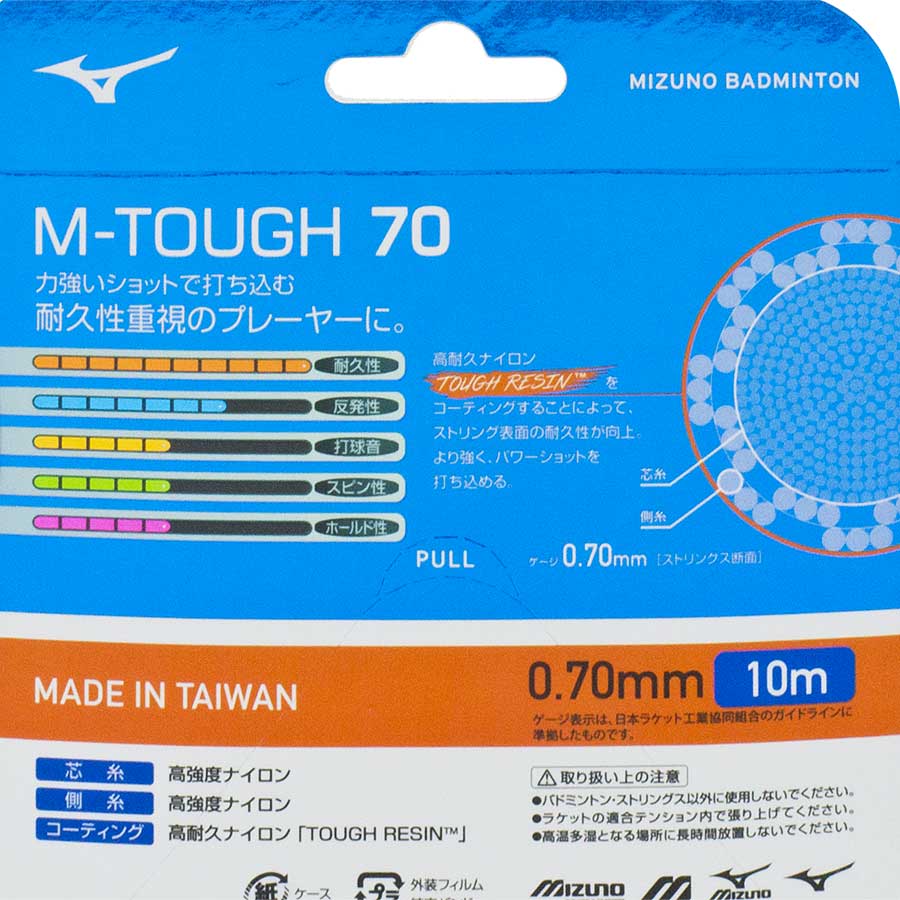 MIZUNO BADMINTON
M-TOUGH 70
力強いショットで打ち込む
耐久性重視のプレーヤーに。
耐久性
反発性
打球音
スピン性
ホールド性
高耐久ナイロン
TOUGH RESIN™ を
コーティングすることによって、
ストリング表面の耐久性が向上。
より強く、パワーショットを
打ち込める。
芯糸
側糸
ゲージ 0.70mm [ストリングス断面]
PULL
MADE IN TAIWAN
0.70mm 10m
ゲージ表示は、日本ラケット工業協同組合のガイドラインに
準拠したものです。
芯糸 高強度ナイロン
側糸 高強度ナイロン
コーティング 高耐久ナイロン「TOUGH RESIN™」
取り扱い上の注意
●バドミントン・ストリングス以外に使用しないでください。
●ラケットの適合テンション内で張り上げてください。
●高温多湿となる場所に長時間放置しないでください。
紙 ケース
プラ 外装フィルム
MIZUNO
MIZUNO